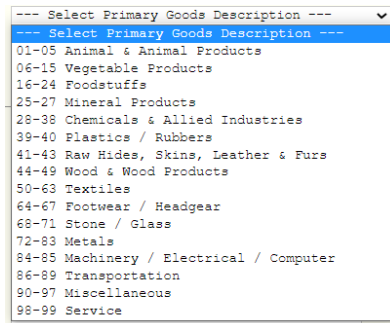 --- Select Primary Goods Description ---
--- Select Primary Goods Description ---
01-05 Animal & Animal Products
06-15 Vegetable Products
16-24 Foodstuffs
25-27 Mineral Products
28-38 Chemicals & Allied Industries
39-40 Plastics / Rubbers
41-43 Raw Hides, Skins, Leather & Furs
44-49 Wood & Wood Products
50-63 Textiles
64-67 Footwear / Headgear
68-71 Stone / Glass
72-83 Metals
84-85 Machinery / Electrical / Computer
86-89 Transportation
90-97 Miscellaneous
98-99 Service